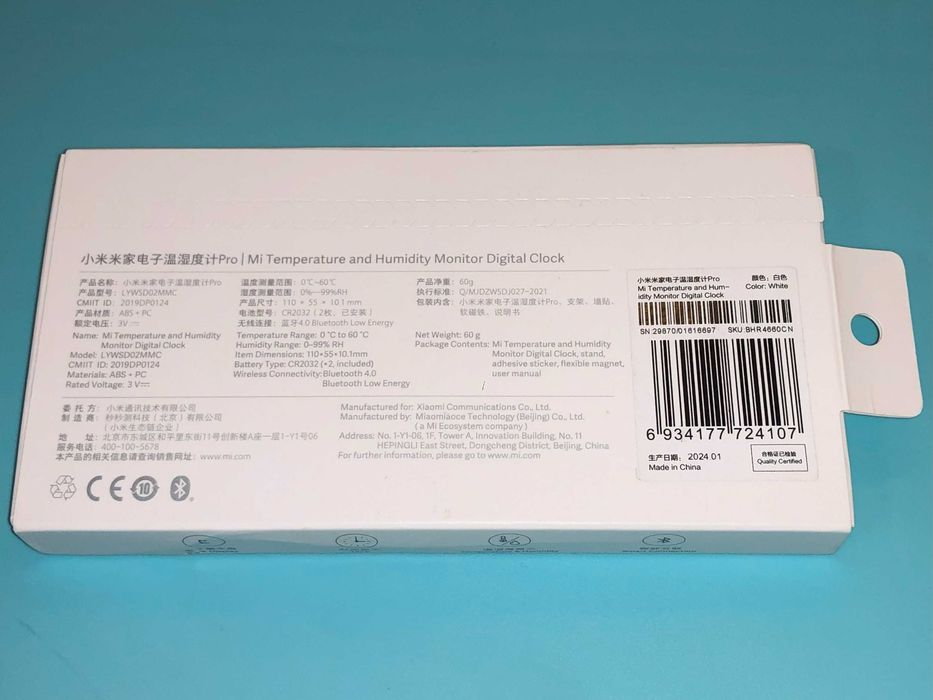 小米米家电子温湿度计Pro | Mi Temperature and Humidity Monitor Digital Clock
产品名称: 小米米家电子温湿度计Pro
产品型号: LYWSD02MMC
CMIIT ID: 2019DP0124
产品材质: ABS + PC
额定电压: 3V⎓
温度测量范围: 0℃~60℃
湿度测量范围: 0%~99%RH
产品尺寸: 110 × 55 × 10.1 mm
电池型号: CR2032 (2枚, 已安装)
无线连接: 蓝牙4.0 Bluetooth Low Energy
产品净重: 60g
执行标准: Q/MJDZWSDJ027-2021
包装内含: 小米米家电子温湿度计Pro、支架、墙贴、
软磁铁、说明书
Name: Mi Temperature and Humidity
Monitor Digital Clock
Model: LYWSD02MMC
CMIIT ID: 2019DP0124
Materials: ABS + PC
Rated Voltage: 3 V⎓
Temperature Range: 0 °C to 60 °C
Humidity Range: 0–99% RH
Item Dimensions: 110×55×10.1mm
Battery Type: CR2032 (×2, included)
Wireless Connectivity: Bluetooth 4.0
Bluetooth Low Energy
Net Weight: 60 g
Package Contents: Mi Temperature and Humidity
Monitor Digital Clock, stand,
adhesive sticker, flexible magnet,
user manual
委托方: 小米通讯技术有限公司
制造商: 秒秒测科技(北京)有限公司
(小米生态链企业)
地址: 北京市东城区和平里东街11号创新楼A座一层1-Y1号06
服务电话: 400-100-5678
本产品的相关信息请查询销售网址: www.mi.com
Manufactured for: Xiaomi Communications Co., Ltd.
Manufactured by: Miaomiaoce Technology (Beijing) Co., Ltd.
(a Mi Ecosystem company)
Address: No. 1-Y1-06, 1F, Tower A, Innovation Building, No. 11
HEPINGLI East Street, Dongcheng District, Beijing, China
For further information, please go to www.mi.com
CE 10
小米米家电子温湿度计Pro
Mi Temperature and Hum-
idity Monitor Digital Clock
颜色: 白色
Color: White
SN:29870/01616697 SKU:BHR4660CN
6 934177 724107
生产日期: 2024.01
Made in China
合格证已检验
Quality Certified